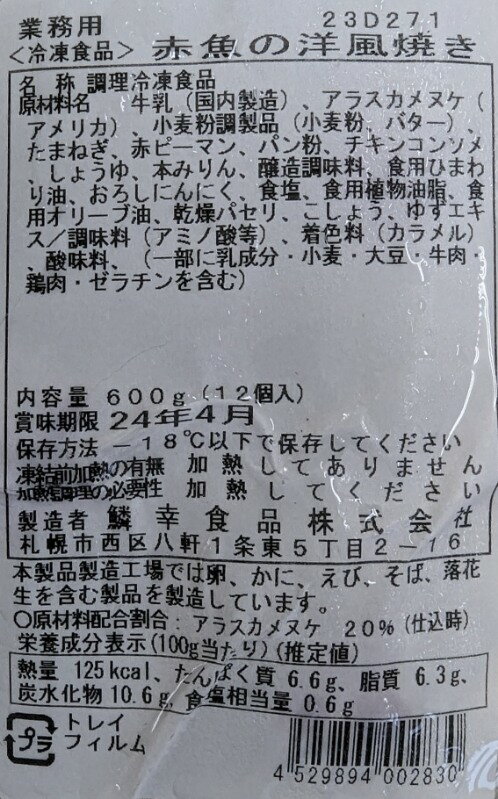 業務用 23D271
<冷凍食品> 赤魚の洋風焼き
名 称 調理冷凍食品
原材料名 牛乳（国内製造）、アラスカメヌケ（
アメリカ）、小麦粉調製品（小麦粉、バター）、
たまねぎ、赤ピーマン、パン粉、チキンコンソメ
、しょうゆ、本みりん、醸造調味料、食用ひまわ
り油、おろしにんにく、食塩、食用植物油脂、食
用オリーブ油、乾燥パセリ、こしょう、ゆずエキ
ス／調味料（アミノ酸等）、着色料（カラメル）
、酸味料、（一部に乳成分・小麦・大豆・牛肉・
鶏肉・ゼラチンを含む）
内容量 600g（12個入）
賞味期限 24年4月
保存方法 －18℃以下で保存してください
凍結前加熱の有無 加熱してありません
加熱調理の必要性 加熱してください
製造者 鱗幸食品株式会社
札幌市西区八軒1条東5丁目2－16
本製品製造工場では卵、かに、えび、そば、落花
生を含む製品を製造しています。
○原材料配合割合：アラスカメヌケ 20%（仕込時）
栄養成分表示（100g当たり）（推定値）
熱量 125kcal、たんぱく質 6.6g、脂質 6.3g、
炭水化物 10.6g、食塩相当量 0.6g
プラ トレイ
フィルム
4 529894 002830